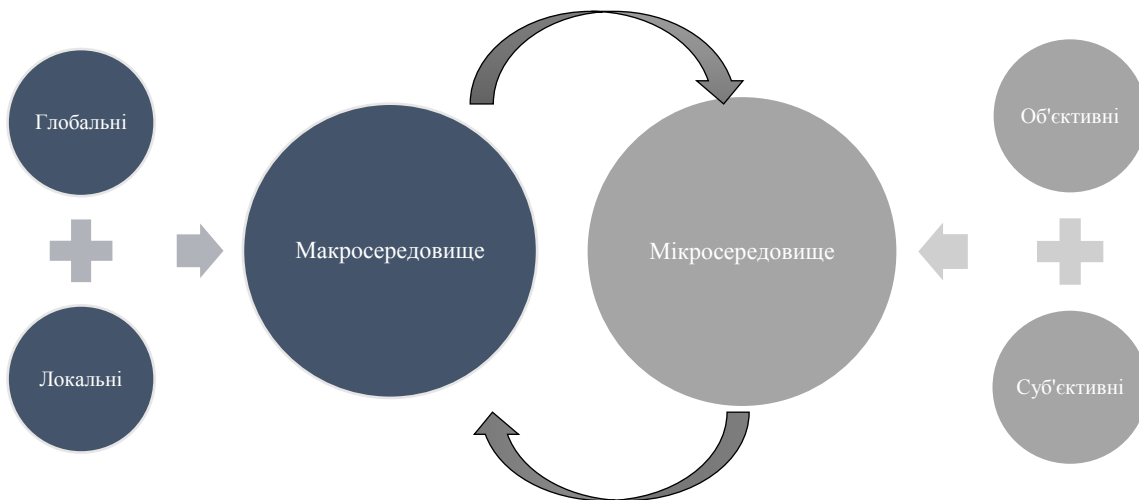 Глобальні
Об'єктивні
Макросередовище
Мікросередовище
Локальні
Суб'єктивні